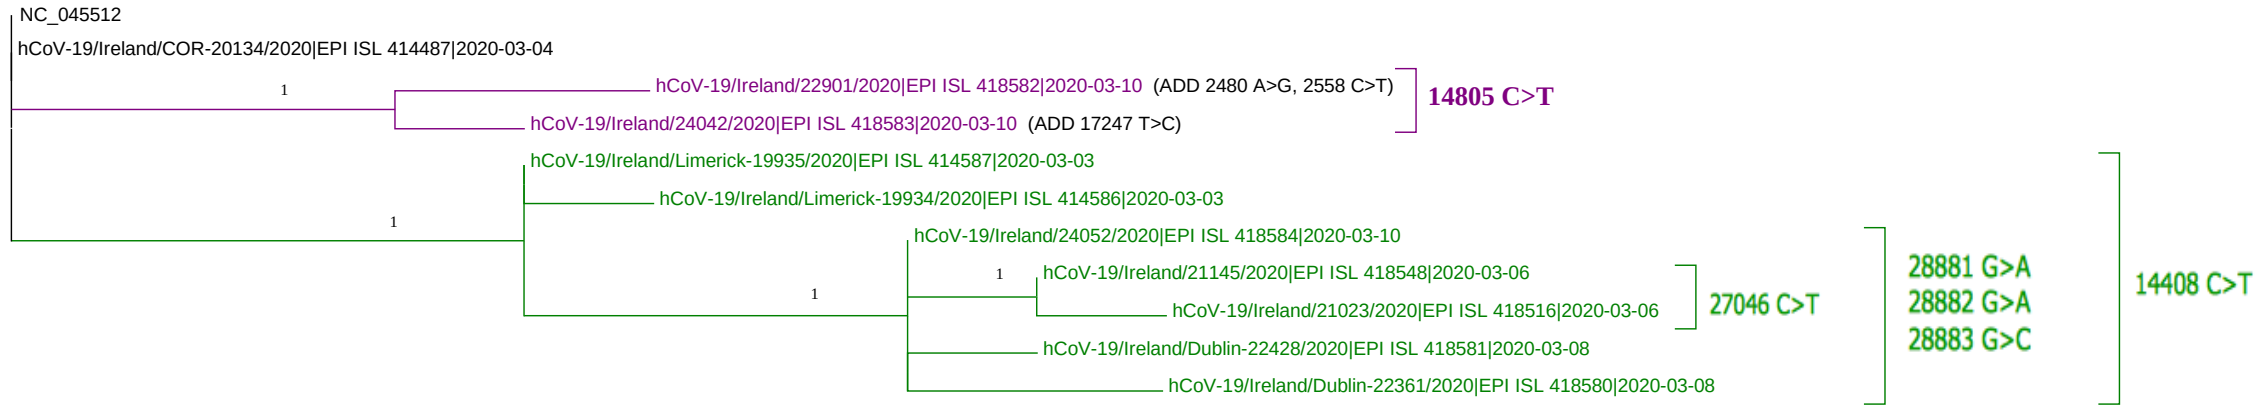 NC_045512
hCoV-19/Ireland/COR-20134/2020|EPI ISL 414487|2020-03-04
1
hCoV-19/Ireland/22901/2020|EPI ISL 418582|2020-03-10 (ADD 2480 A>G, 2558 C>T)
14805 C>T
hCoV-19/Ireland/24042/2020|EPI ISL 418583|2020-03-10 (ADD 17247 T>C)
hCoV-19/Ireland/Limerick-19935/2020|EPI ISL 414587|2020-03-03
hCoV-19/Ireland/Limerick-19934/2020|EPI ISL 414586|2020-03-03
1
hCoV-19/Ireland/24052/2020|EPI ISL 418584|2020-03-10
1
hCoV-19/Ireland/21145/2020|EPI ISL 418548|2020-03-06
1
hCoV-19/Ireland/21023/2020|EPI ISL 418516|2020-03-06
27046 C>T
28881 G>A
28882 G>A
28883 G>C
14408 C>T
hCoV-19/Ireland/Dublin-22428/2020|EPI ISL 418581|2020-03-08
hCoV-19/Ireland/Dublin-22361/2020|EPI ISL 418580|2020-03-08